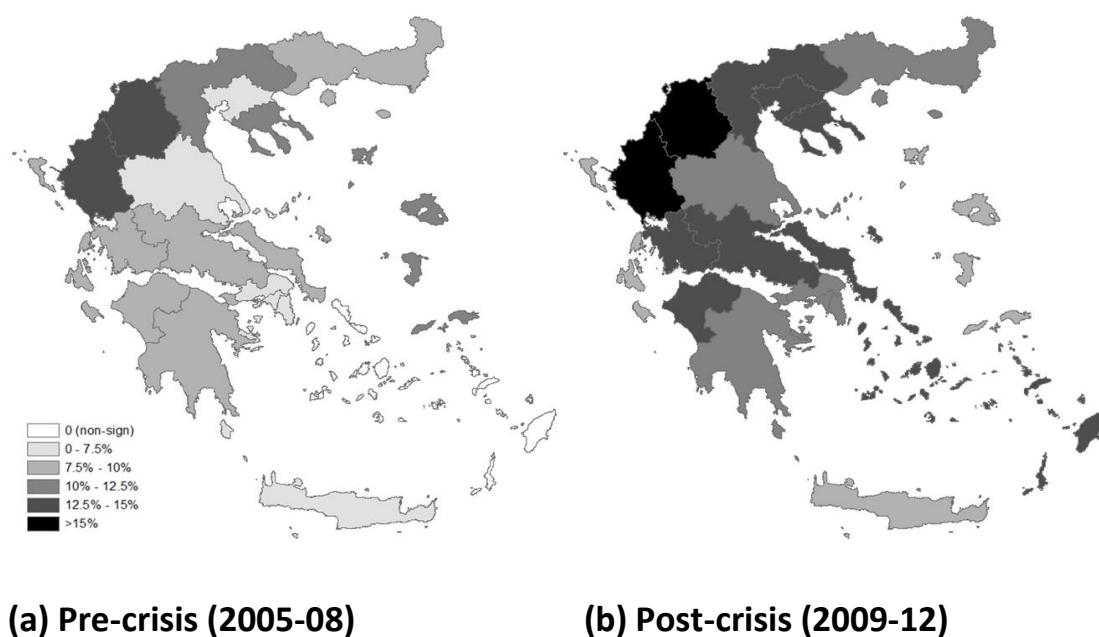 0 (non-sign)
0 - 7.5%
7.5% - 10%
10% - 12.5%
12.5% - 15%
>15%
(a) Pre-crisis (2005-08)
(b) Post-crisis (2009-12)